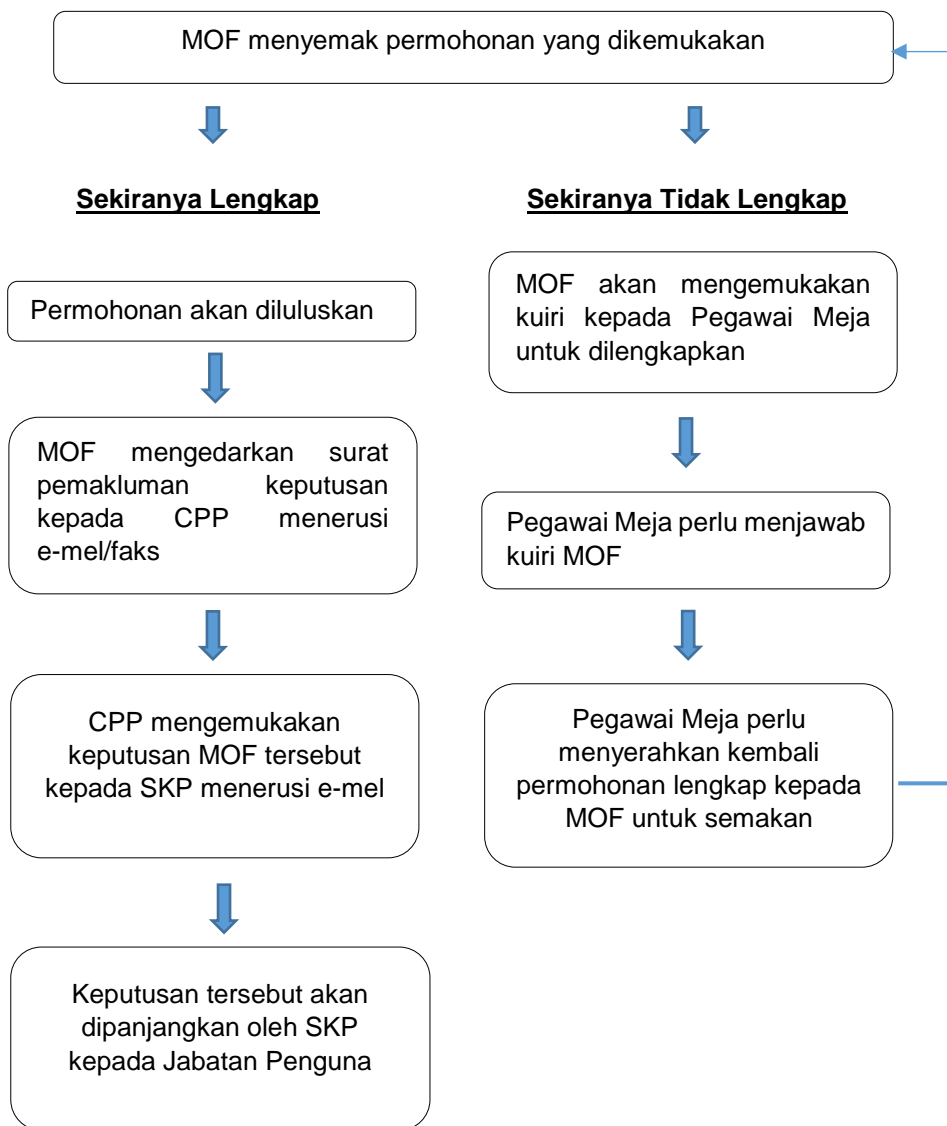 MOF menyemak permohonan yang dikemukakan
Sekiranya Lengkap
Permohonan akan diluluskan
MOF mengedarkan surat
pemakluman keputusan
kepada CPP menerusi
e-mel/faks
CPP mengemukakan
keputusan MOF tersebut
kepada SKP menerusi e-mel
Keputusan tersebut akan
dipanjangkan oleh SKP
kepada Jabatan Penguna
Sekiranya Tidak Lengkap
MOF akan mengemukakan
kuiri kepada Pegawai Meja
untuk dilengkapkan
Pegawai Meja perlu menjawab
kuiri MOF
Pegawai Meja perlu
menyerahkan kembali
permohonan lengkap kepada
MOF untuk semakan